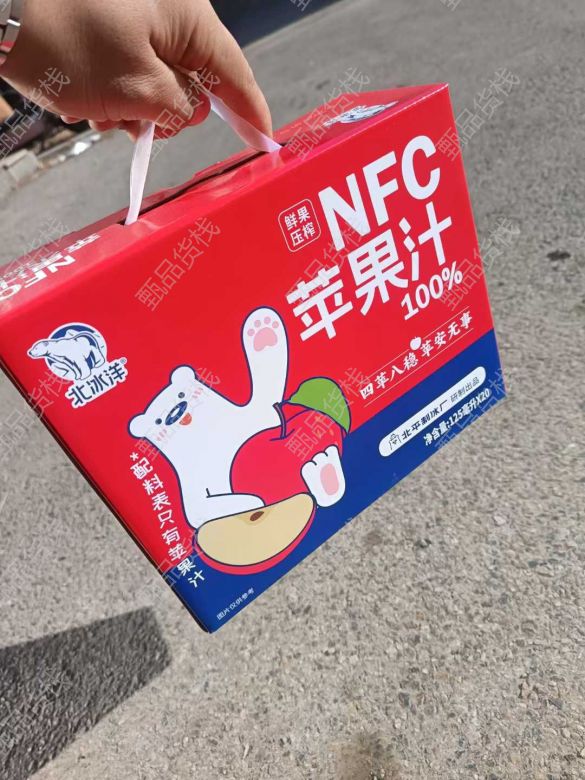 鲜果
压榨
NFC
苹果汁
100%
四苹八稳 苹安无事
北冰洋®
NFC
*配料表只有苹果汁
北平制冰厂 研制出品
净含量:125毫升X20
图片仅供参考
甄品货栈